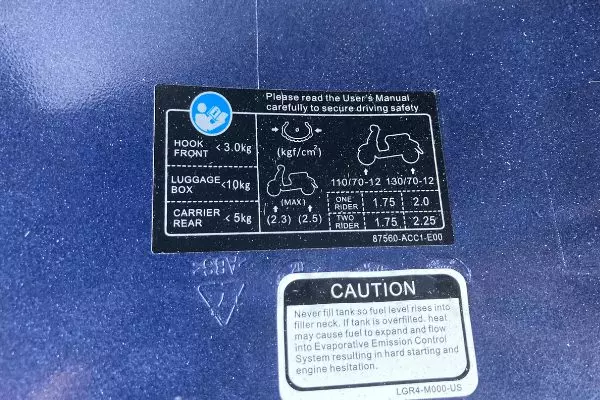 Please read the User's Manual
carefully to secure driving safety
HOOK
FRONT <3.0kg
LUGGAGE
BOX <10kg
CARRIER
REAR <5kg
(kgf/cm²)
(MAX)
(2.3) (2.5)
110/70-12 130/70-12
ONE
RIDER 1.75 2.0
TWO
RIDER 1.75 2.25
87560-ACC1-E00
>ABS<
CAUTION
Never fill tank so fuel level rises into
filler neck. If tank is overfilled, heat
may cause fuel to expand and flow
into Evaporative Emission Control
System resulting in hard starting and
engine hesitation.
LGR4-M000-US